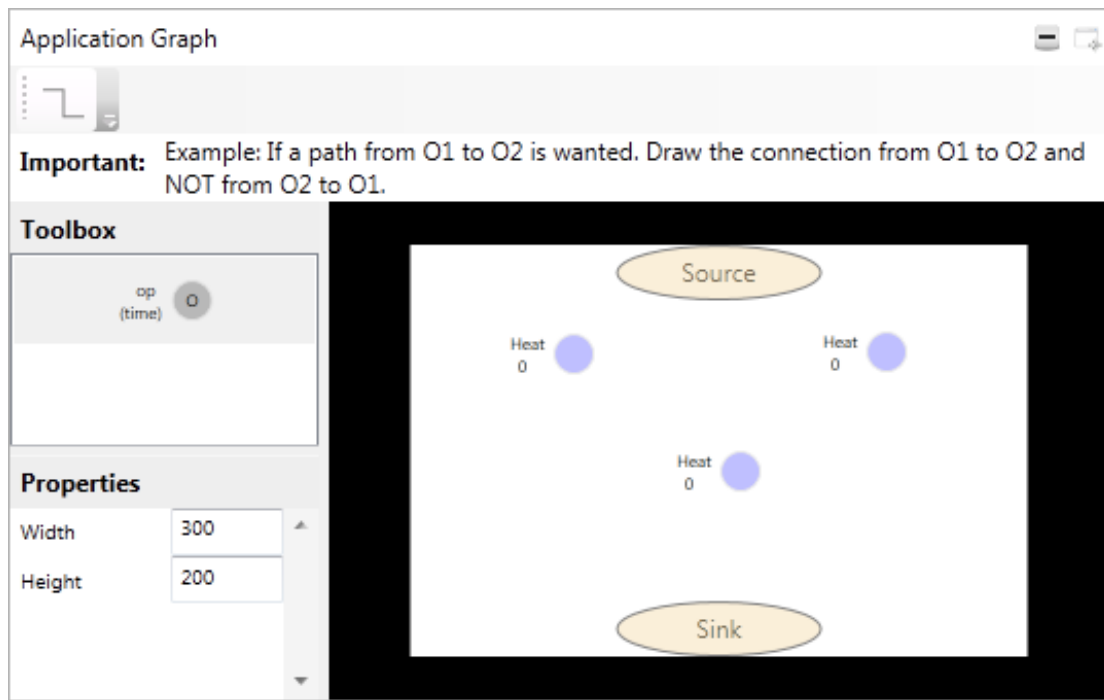 Application Graph
Important:
Example: If a path from O1 to O2 is wanted. Draw the connection from O1 to O2 and
NOT from O2 to O1.
Toolbox
op
(time)
O
Source
Heat
0
Heat
0
Heat
0
Sink
Properties
Width
300
Height
200